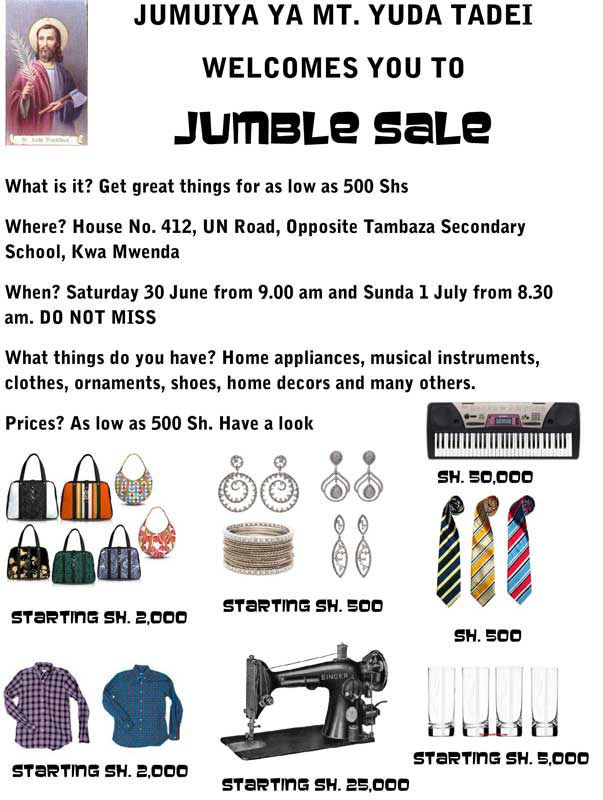 JUMUIYA YA MT. YUDA TADEI
WELCOMES YOU TO
JUMBLE SALE
St. Jude Thaddeus
What is it? Get great things for as low as 500 Shs
Where? House No. 412, UN Road, Opposite Tambaza Secondary
School, Kwa Mwenda
When? Saturday 30 June from 9.00 am and Sunda 1 July from 8.30
am. DO NOT MISS
What things do you have? Home appliances, musical instruments,
clothes, ornaments, shoes, home decors and many others.
Prices? As low as 500 Sh. Have a look
SH. 50,000
STARTING SH. 2,000
STARTING SH. 500
SH. 500
SINGER
STARTING SH. 2,000
STARTING SH. 25,000
STARTING SH. 5,000